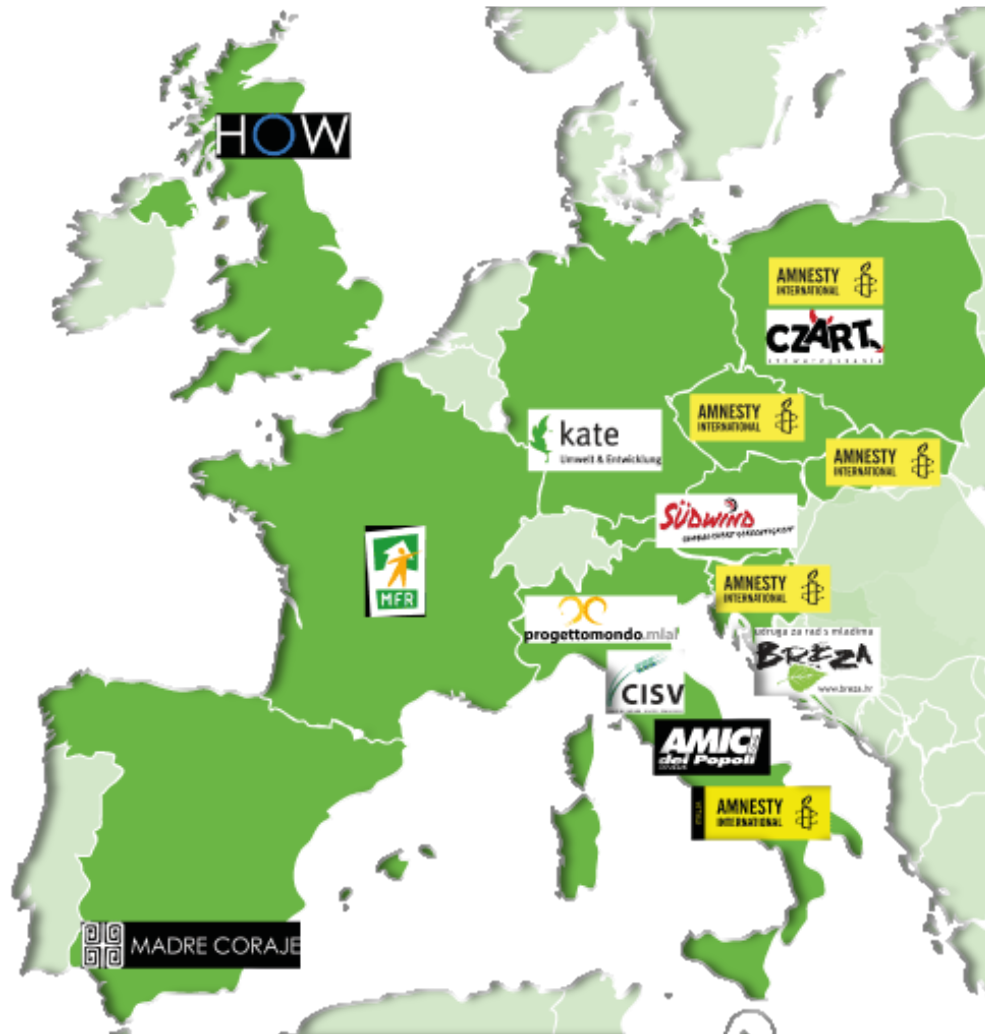 HOW
AMNESTY
INTERNATIONAL
CZART
AMNESTY
INTERNATIONAL
kate
Umwelt & Entwicklung
AMNESTY
INTERNATIONAL
SÜDWIND
MFR
AMNESTY
INTERNATIONAL
progettomondo.mlal
udruga za rad s mladima
BREZA
www.breza.hr
CISV
AMICI
dei Popoli
ITALIA
AMNESTY
INTERNATIONAL
MADRE CORAJE